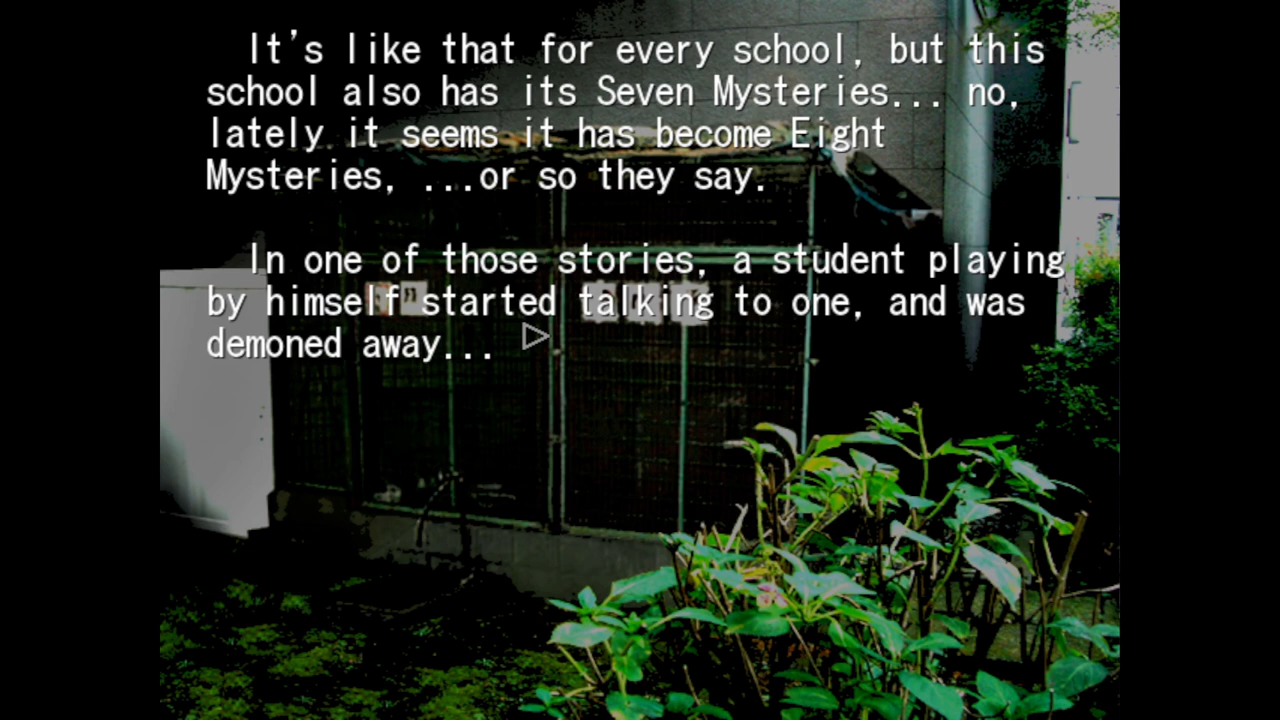 It's like that for every school, but this
school also has its Seven Mysteries... no,
lately it seems it has become Eight
Mysteries, ...or so they say.
In one of those stories, a student playing
by himself started talking to one, and was
demoned away...